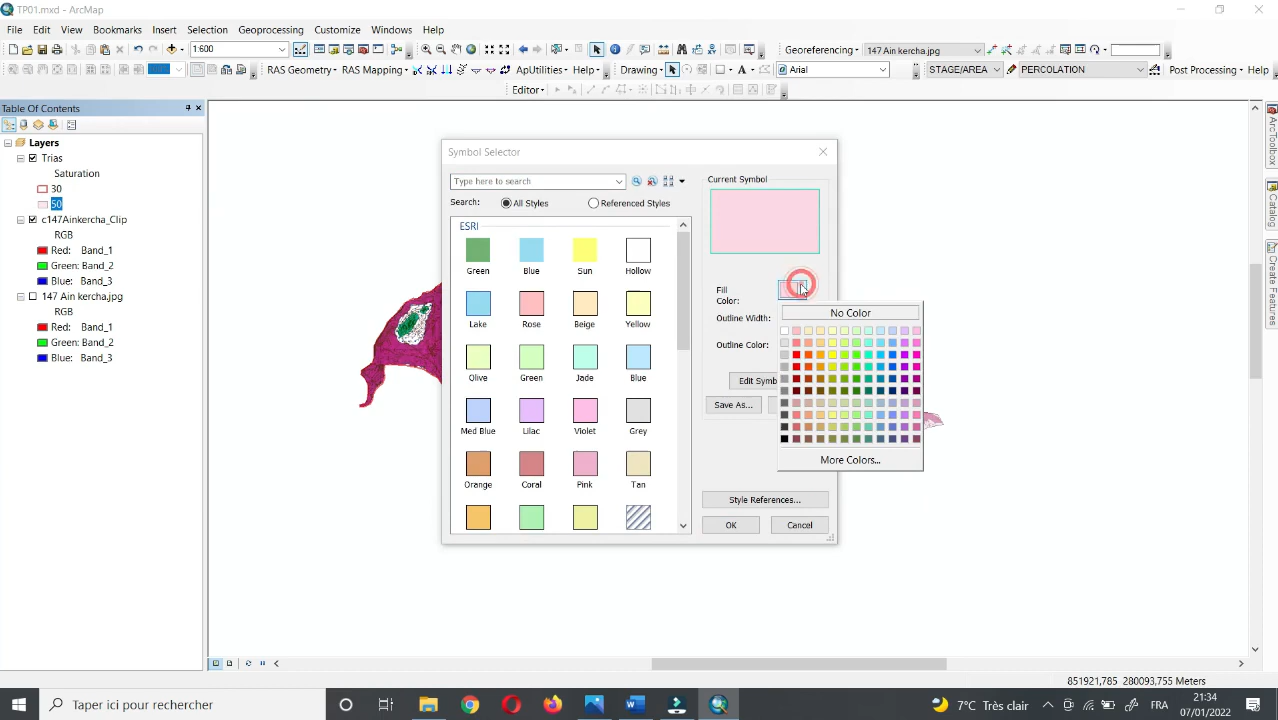 TP01.mxd - ArcMap
File Edit View Bookmarks Insert Selection Geoprocessing Customize Windows Help
1:600 Georeferencing 147 Ain kercha.jpg
RAS Geometry RAS Mapping ApUtilities Help Drawing A Arial STAGE/AREA PERCOLATION Post Processing Help
Editor
Table Of Contents
Layers
Trias
Saturation
30
50
c147Ainkercha_Clip
RGB
Red: Band_1
Green: Band_2
Blue: Band_3
147 Ain kercha.jpg
RGB
Red: Band_1
Green: Band_2
Blue: Band_3
Symbol Selector
Type here to search
Search: All Styles Referenced Styles
ESRI
Green Blue Sun Hollow
Lake Rose Beige Yellow
Olive Green Jade Blue
Med Blue Lilac Violet Grey
Orange Coral Pink Tan
Current Symbol
Fill
Color:
Outline Width:
Outline Color:
Edit Symb
Save As...
No Color
More Colors...
Style References...
OK Cancel
ArcToolbox
Catalog
Create Features
851921,785 280093,755 Meters
Taper ici pour rechercher
7°C Très clair FRA
21:34
07/01/2022